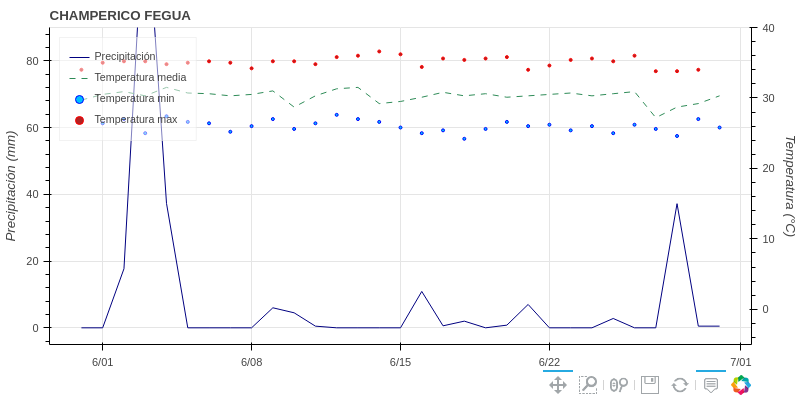 CHAMPERICO FEGUA
Precipitación
Temperatura media
Temperatura min
Temperatura max
Precipitación (mm)
80
60
40
20
0
Temperatura (°C)
40
30
20
10
0
6/01
6/08
6/15
6/22
7/01